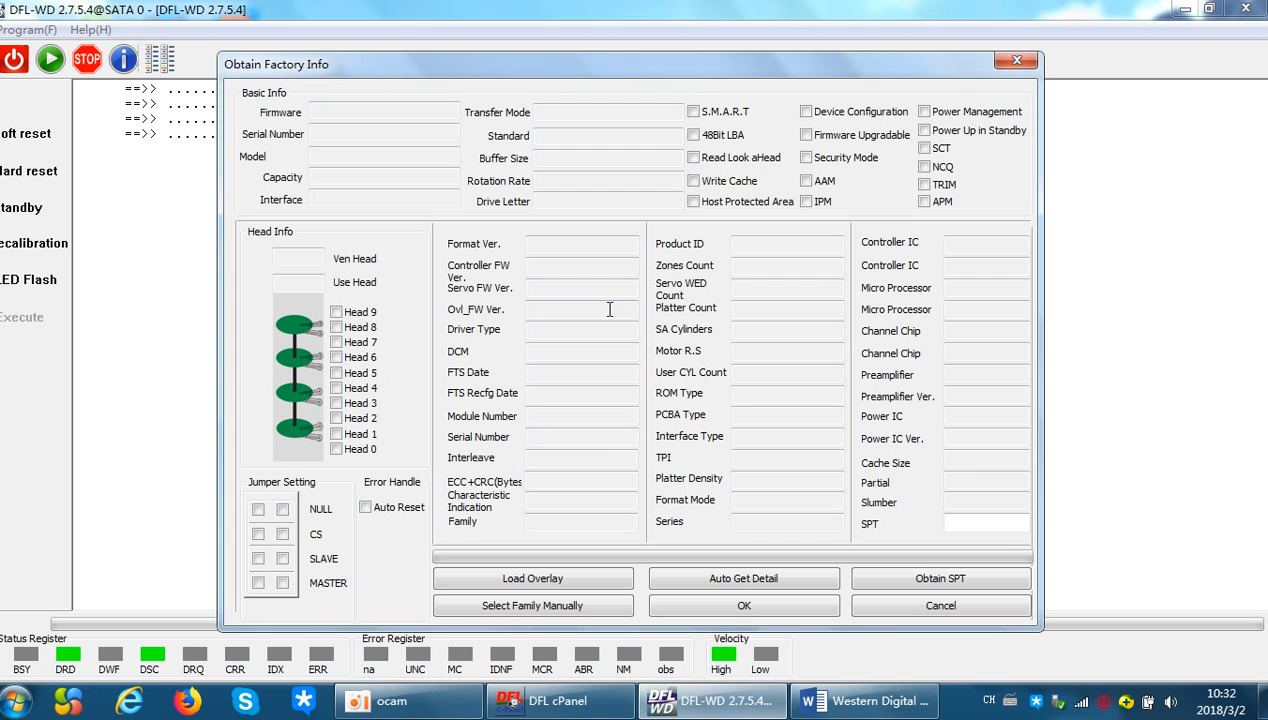 DFL-WD 2.7.5.4@SATA 0 - [DFL-WD 2.7.5.4]
Program(F) Help(H)
STOP
==>> ......
==>> ......
==>> ......
==>> ......
oft reset
ard reset
tandby
ecalibration
ED Flash
xecute
Obtain Factory Info
Basic Info
Firmware
Serial Number
Model
Capacity
Interface
Transfer Mode
Standard
Buffer Size
Rotation Rate
Drive Letter
S.M.A.R.T
48Bit LBA
Read Look aHead
Write Cache
Host Protected Area
Device Configuration
Firmware Upgradable
Security Mode
AAM
IPM
Power Management
Power Up in Standby
SCT
NCQ
TRIM
APM
Head Info
Ven Head
Use Head
Head 9
Head 8
Head 7
Head 6
Head 5
Head 4
Head 3
Head 2
Head 1
Head 0
Jumper Setting
NULL
CS
SLAVE
MASTER
Error Handle
Auto Reset
Format Ver.
Controller FW
Ver.
Servo FW Ver.
Ovl_FW Ver.
Driver Type
DCM
FTS Date
FTS Recfg Date
Module Number
Serial Number
Interleave
ECC+CRC(Bytes
Characteristic
Indication
Family
Product ID
Zones Count
Servo WED
Count
Platter Count
SA Cylinders
Motor R.S
User CYL Count
ROM Type
PCBA Type
Interface Type
TPI
Platter Density
Format Mode
Series
Controller IC
Controller IC
Micro Processor
Micro Processor
Channel Chip
Channel Chip
Preamplifier
Preamplifier Ver.
Power IC
Power IC Ver.
Cache Size
Partial
Slumber
SPT
Load Overlay
Auto Get Detail
Obtain SPT
Select Family Manually
OK
Cancel
Status Register
BSY DRD DWF DSC DRQ CRR IDX ERR
Error Register
na UNC MC IDNF MCR ABR NM obs
Velocity
High Low
ocam
DFL cPanel
DFL-WD 2.7.5.4...
Western Digital ...
CH
10:32
2018/3/2